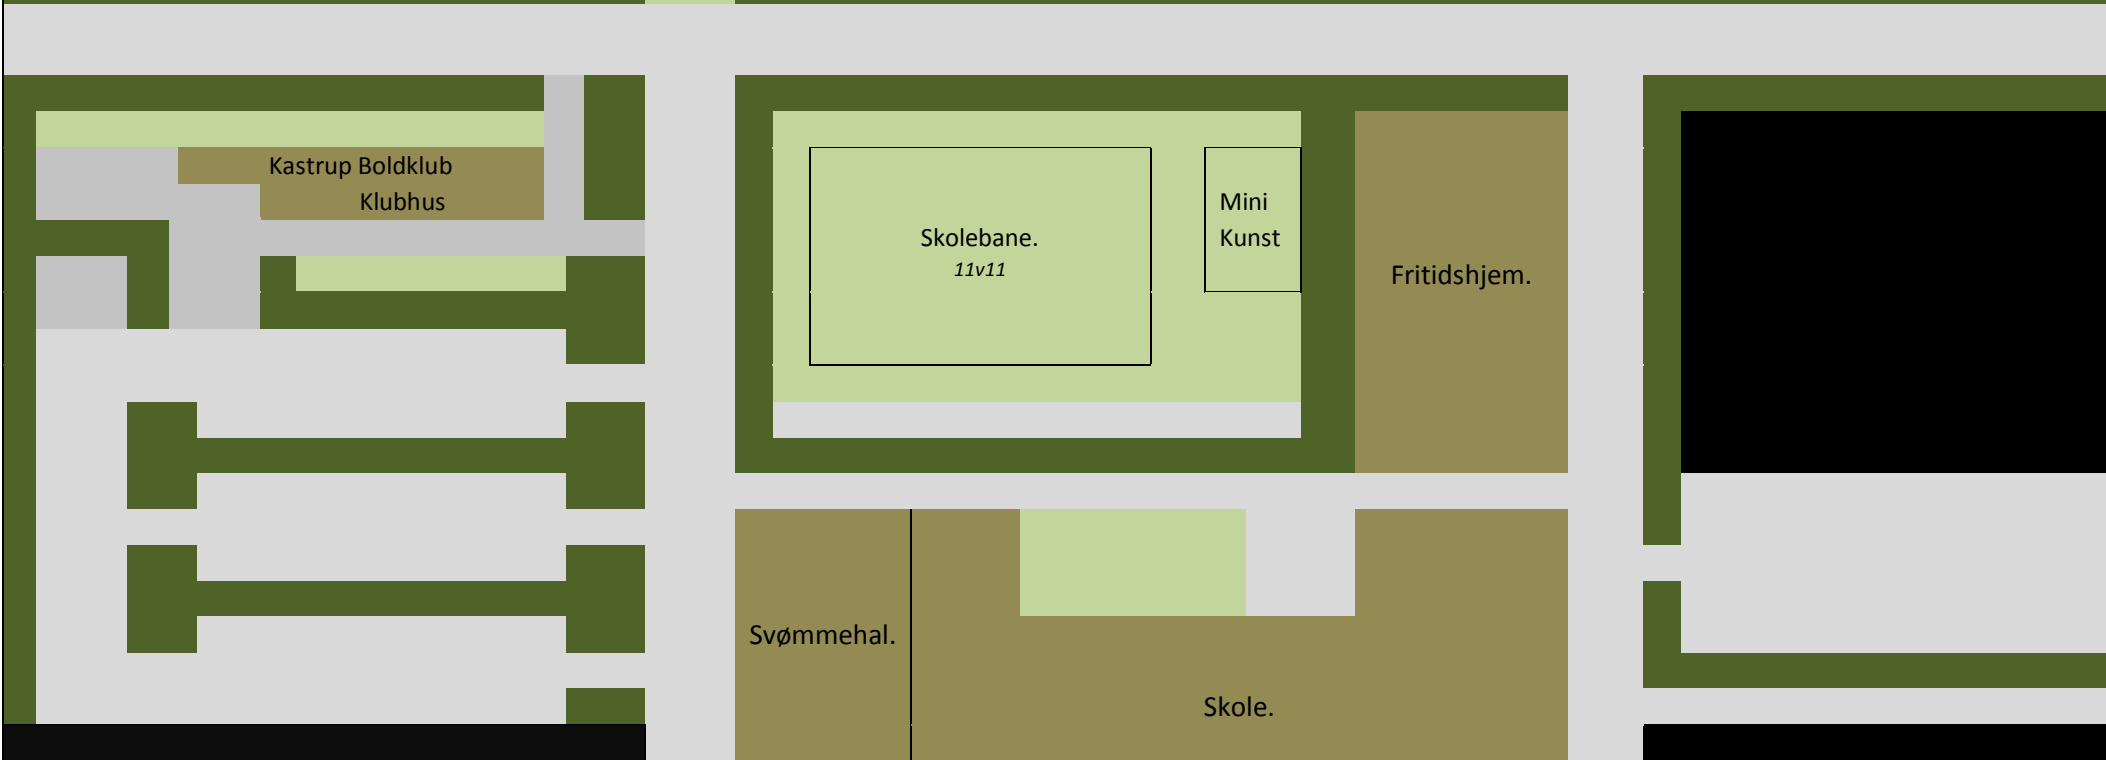 Kastrup Boldklub
Klubhus
Skolebane.
11v11
Mini
Kunst
Fritidshjem.
Svømmehal.
Skole.